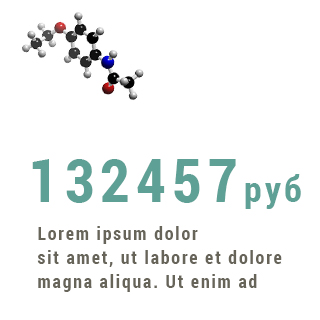 132457руб
Lorem ipsum dolor
sit amet, ut labore et dolore
magna aliqua. Ut enim ad